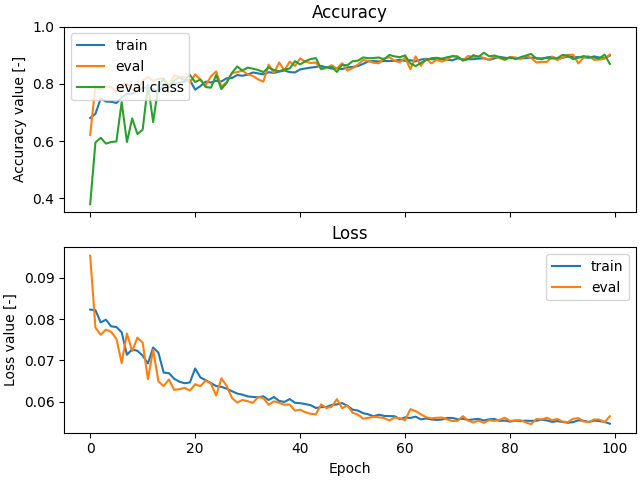 Accuracy
1.0
0.8
0.6
0.4
Accuracy value [-]
train
eval
eval class
Loss
0.09
0.08
0.07
0.06
Loss value [-]
train
eval
0 20 40 60 80 100
Epoch